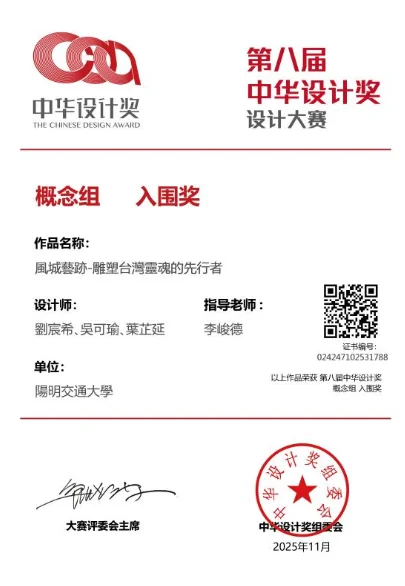 中华设计奖
THE CHINESE DESIGN AWARD
第八届
中华设计奖
设计大赛
概念组 入围奖
作品名称：
風城藝跡-雕塑台灣靈魂的先行者
设计师：
劉宸希、吳可瑜、葉芷延
指导老师：
李峻德
证书编号：
024247102531788
以上作品荣获 第八届中华设计奖
概念组 入围奖
单位：
陽明交通大學
大赛评委会主席
中华设计奖组委会
中华设计奖组委会
2025年11月